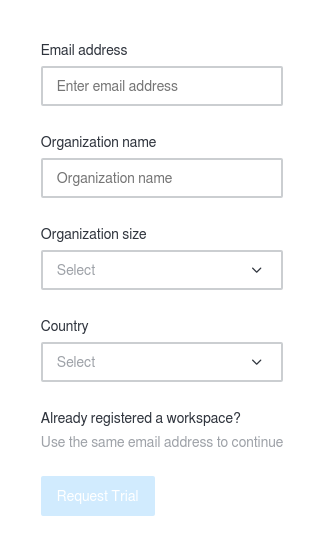 Email address
Enter email address
Organization name
Organization name
Organization size
Select
Country
Select
Already registered a workspace?
Use the same email address to continue
Request Trial